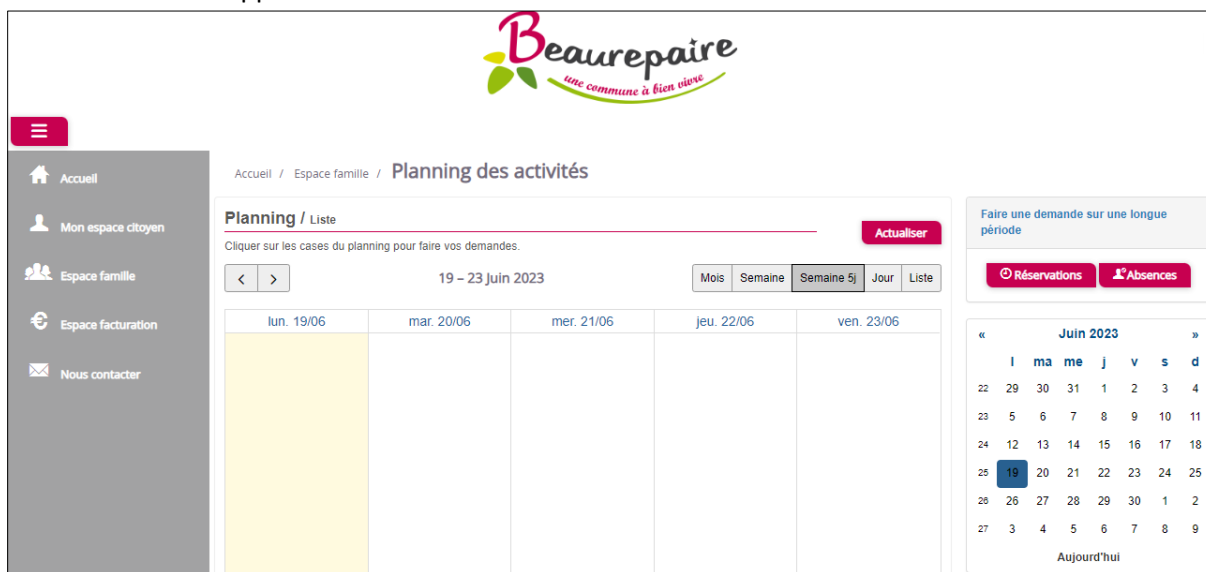 Beaurepaire
une commune à bien vivre
Accueil
Mon espace citoyen
Espace famille
Espace facturation
Nous contacter
Accueil / Espace famille / Planning des activités
Planning / Liste
Actualiser
Cliquer sur les cases du planning pour faire vos demandes.
< > 19 – 23 Juin 2023 Mois Semaine Semaine 5j Jour Liste
lun. 19/06 mar. 20/06 mer. 21/06 jeu. 22/06 ven. 23/06
Faire une demande sur une longue
période
Réservations Absences
« Juin 2023 »
l ma me j v s d
22 29 30 31 1 2 3 4
23 5 6 7 8 9 10 11
24 12 13 14 15 16 17 18
25 19 20 21 22 23 24 25
26 26 27 28 29 30 1 2
27 3 4 5 6 7 8 9
Aujourd'hui